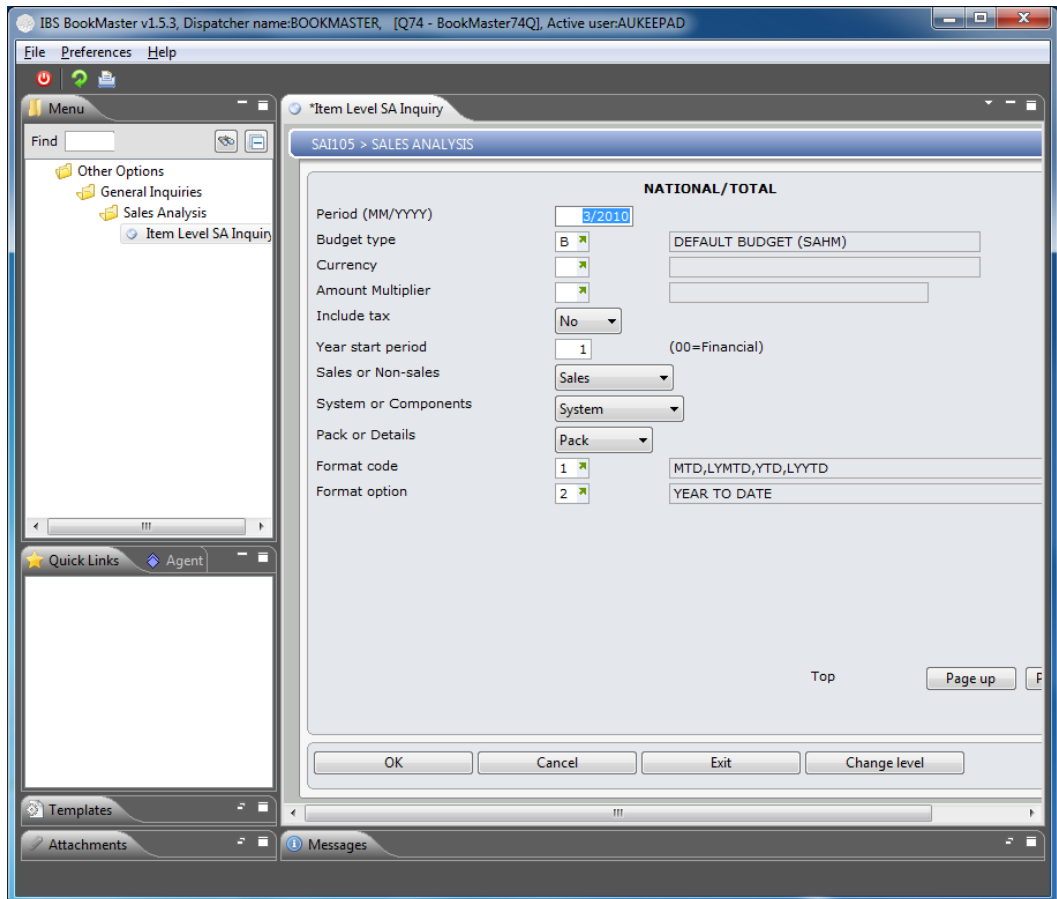 IBS BookMaster v1.5.3, Dispatcher name:BOOKMASTER, [Q74 - BookMaster74Q], Active user:AUKEEPAD
File Preferences Help
Menu
Find
Other Options
General Inquiries
Sales Analysis
Item Level SA Inquiry
Quick Links Agent
Templates
Attachments
*Item Level SA Inquiry
SAI105 > SALES ANALYSIS
NATIONAL/TOTAL
Period (MM/YYYY) 3/2010
Budget type B DEFAULT BUDGET (SAHM)
Currency
Amount Multiplier
Include tax No
Year start period 1 (00=Financial)
Sales or Non-sales Sales
System or Components System
Pack or Details Pack
Format code 1 MTD,LYMTD,YTD,LYYTD
Format option 2 YEAR TO DATE
Top Page up P
OK Cancel Exit Change level
Messages